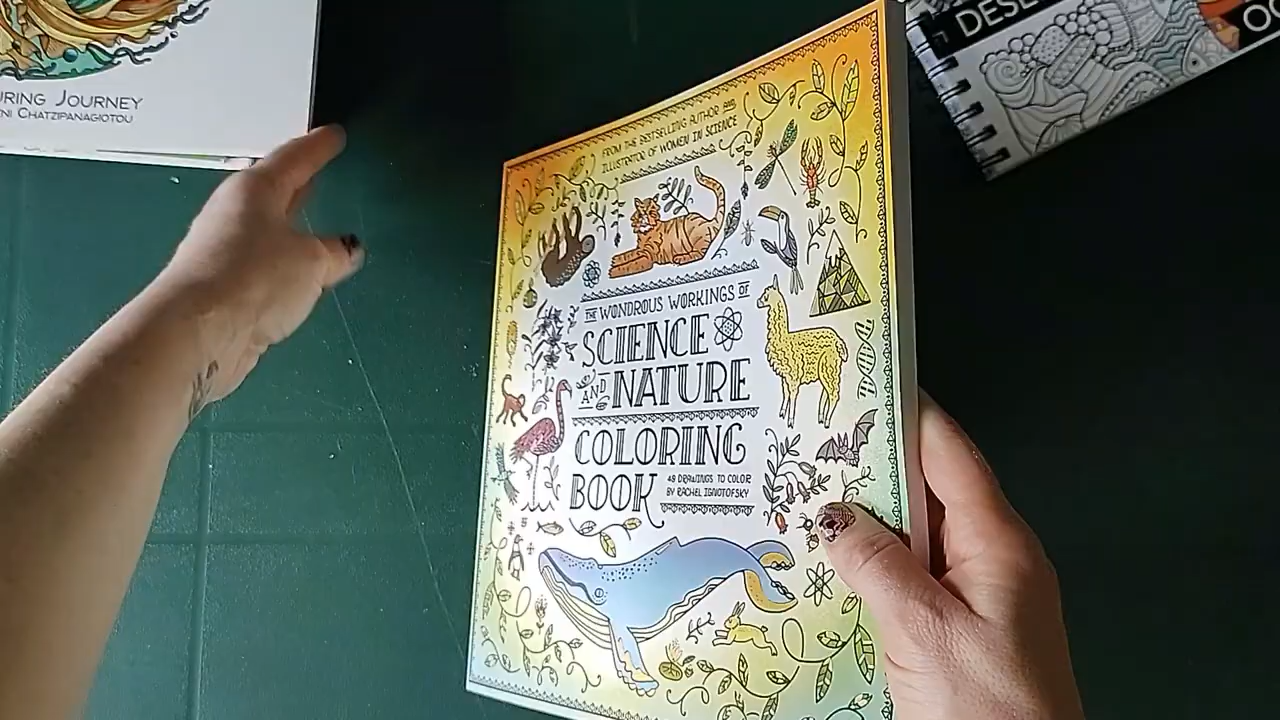 URING JOURNEY
NI CHATZIPANAGIOTOU
DESE
OC
FROM THE BESTSELLING AUTHOR AND
ILLUSTRATOR OF WOMEN IN SCIENCE
THE WONDROUS WORKINGS OF
SCIENCE
AND NATURE
COLORING
BOOK
48 DRAWINGS TO COLOR
BY RACHEL IGNOTOFSKY